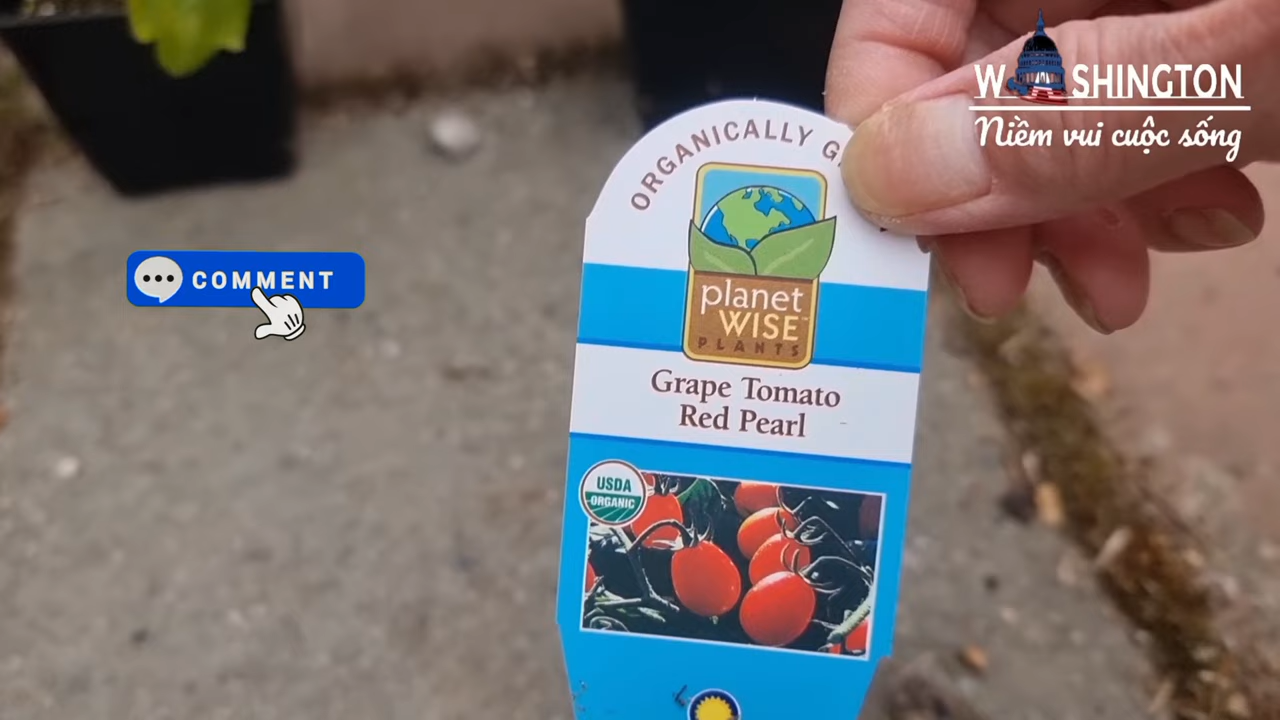 WASHINGTON
Niềm vui cuộc sống
COMMENT
ORGANICALLY
planet
WISE
PLANTS
Grape Tomato
Red Pearl
USDA
ORGANIC